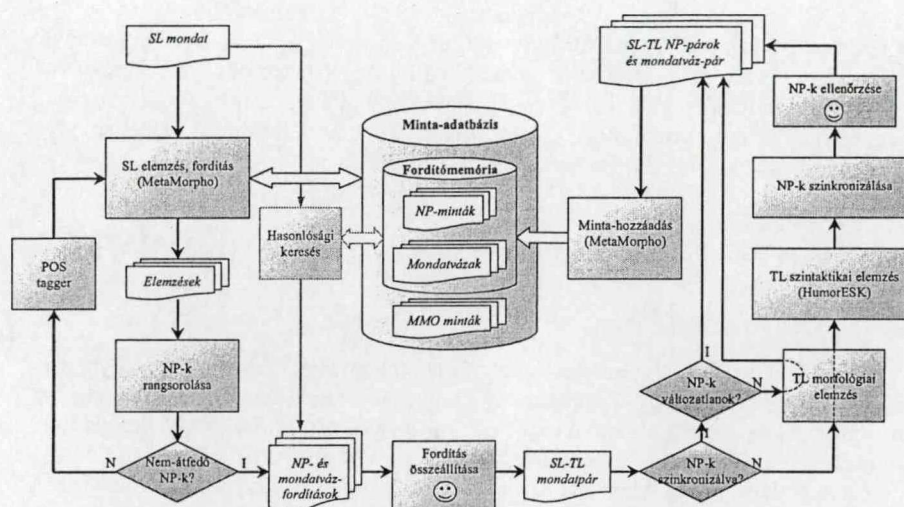 SL mondat
SL elemzés, fordítás
(MetaMorpho)
POS
tagger
Elemzések
NP-k
rangsorolása
Nem-átfedő
NP-k?
N
I
Hasonlósági
keresés
Minta-adatbázis
Fordítómemória
NP-minták
Mondatvázak
MMO minták
NP- és
mondatváz-
fordítások
Fordítás
összeállítása
SL-TL
mondatpár
NP-k
szinkronizálva?
I
N
NP-k
változatlanok?
I
N
TL morfológiai
elemzés
TL szintaktikai elemzés
(HumorESK)
NP-k szinkronizálása
NP-k ellenőrzése
SL-TL NP-párok
és mondatváz-pár
Minta-hozzáadás
(MetaMorpho)